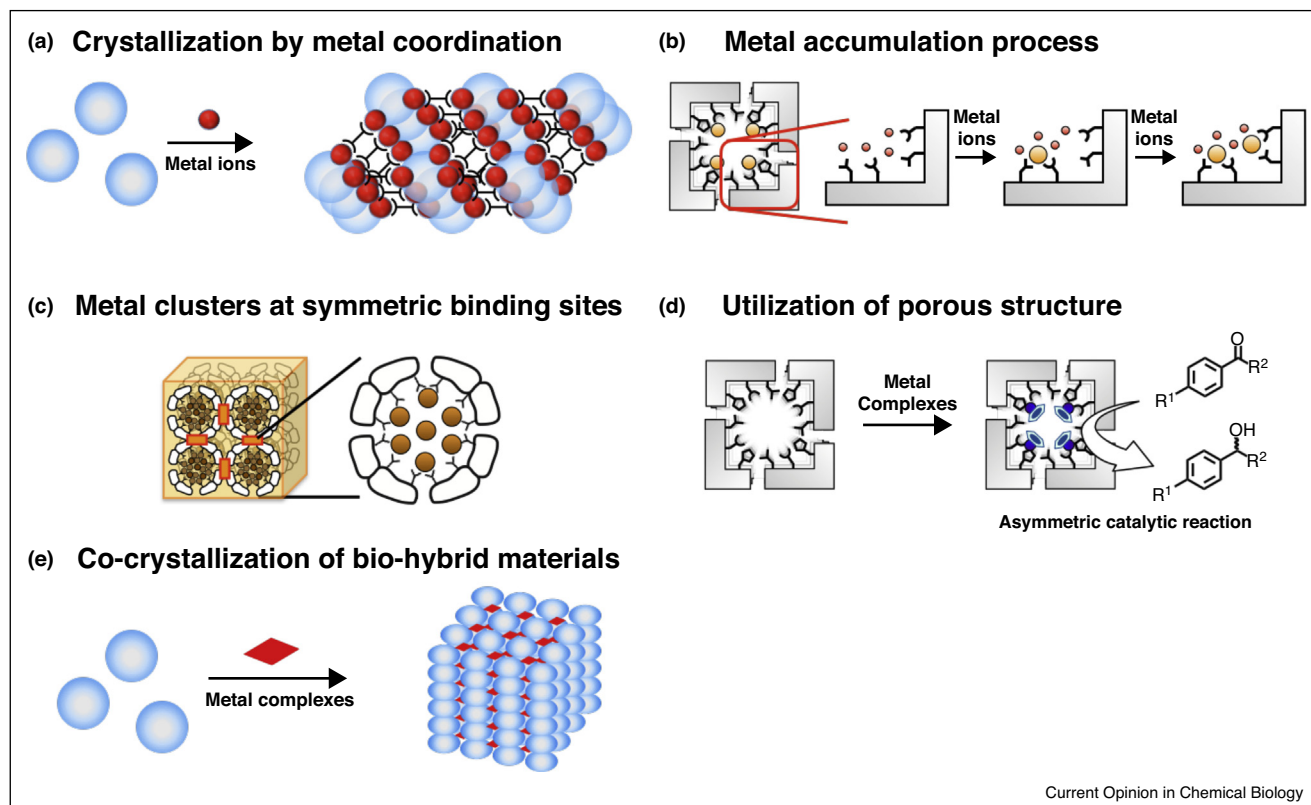 (a) Crystallization by metal coordination
Metal ions
(b) Metal accumulation process
Metal
ions
Metal
ions
(c) Metal clusters at symmetric binding sites
(d) Utilization of porous structure
Metal
Complexes
O
R¹
R²
OH
R¹
R²
Asymmetric catalytic reaction
(e) Co-crystallization of bio-hybrid materials
Metal complexes
Current Opinion in Chemical Biology